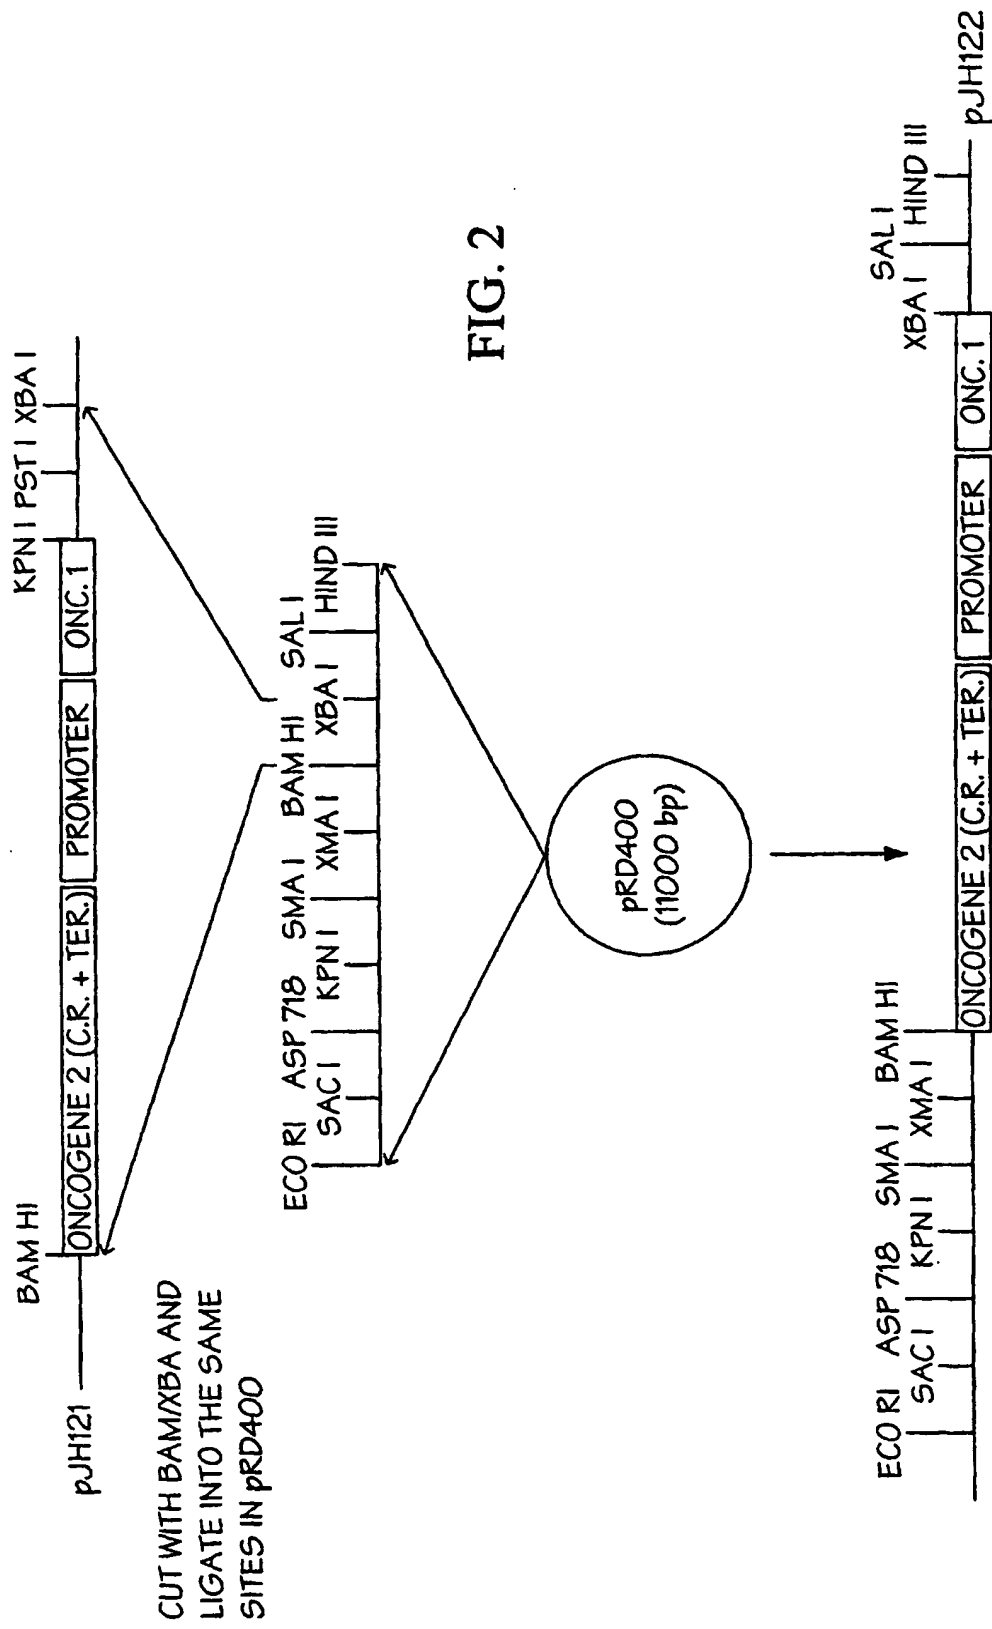 BAM HI
KPN I PST I XBA I
pJH121
ONCOGENE 2 (C.R. + TER.) PROMOTER ONC. 1
CUT WITH BAM/XBA AND
LIGATE INTO THE SAME
SITES IN pRD400
ECO RI ASP 718 SMA I BAM HI SAL I
SAC I KPN I XMA I XBA I HIND III
pRD400
(11000 bp)
FIG. 2
ECO RI ASP 718 SMA I BAM HI SAL I
SAC I KPN I XMA I XBA I HIND III
ONCOGENE 2 (C.R. + TER.) PROMOTER ONC. 1
pJH122